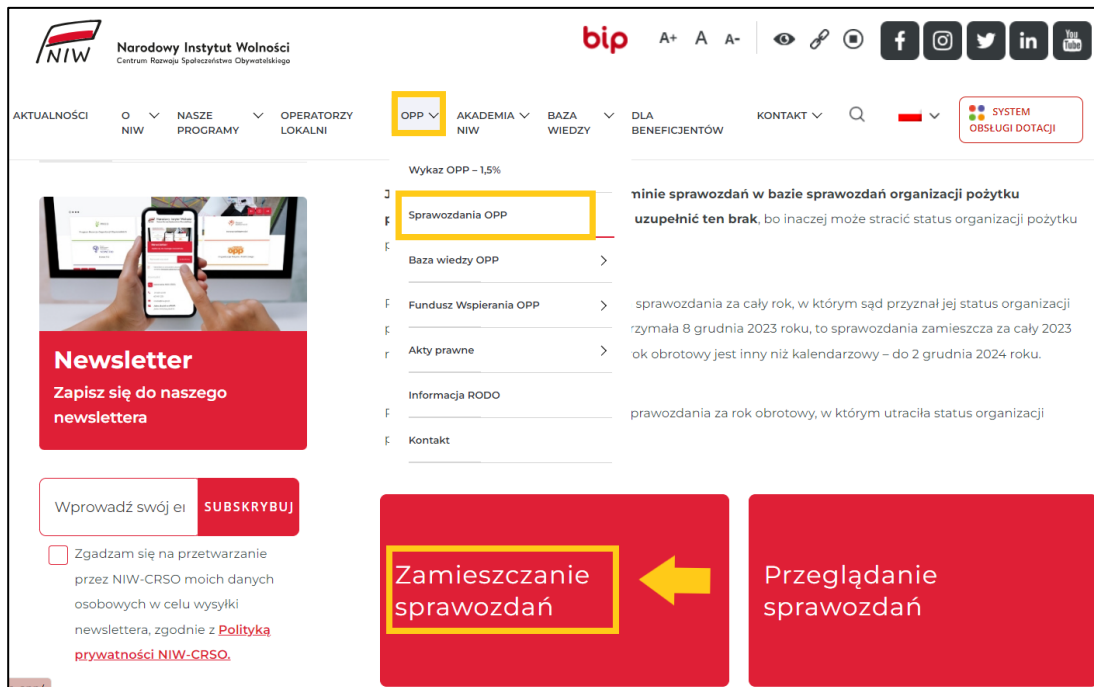 NIW
Narodowy Instytut Wolności
Centrum Rozwoju Społeczeństwa Obywatelskiego
bip A+ A A-
f in You Tube
AKTUALNOŚCI
O NIW
NASZE PROGRAMY
OPERATORZY LOKALNI
OPP
AKADEMIA NIW
BAZA WIEDZY
DLA BENEFICJENTÓW
KONTAKT
SYSTEM
OBSŁUGI DOTACJI
Wykaz OPP – 1,5%
Sprawozdania OPP
Baza wiedzy OPP
Fundusz Wspierania OPP
Akty prawne
Informacja RODO
Kontakt
minie sprawozdań w bazie sprawozdań organizacji pożytku
uzupełnić ten brak, bo inaczej może stracić status organizacji pożytku
sprawozdania za cały rok, w którym sąd przyznał jej status organizacji
rzymała 8 grudnia 2023 roku, to sprawozdania zamieszcza za cały 2023
ok obrotowy jest inny niż kalendarzowy – do 2 grudnia 2024 roku.
prawozdania za rok obrotowy, w którym utraciła status organizacji
Newsletter
Zapisz się do naszego
newslettera
Wprowadź swój ei SUBSKRYBUJ
Zgadzam się na przetwarzanie
przez NIW-CRSO moich danych
osobowych w celu wysyłki
newslettera, zgodnie z Polityką
prywatności NIW-CRSO.
Zamieszczanie
sprawozdań
Przeglądanie
sprawozdań